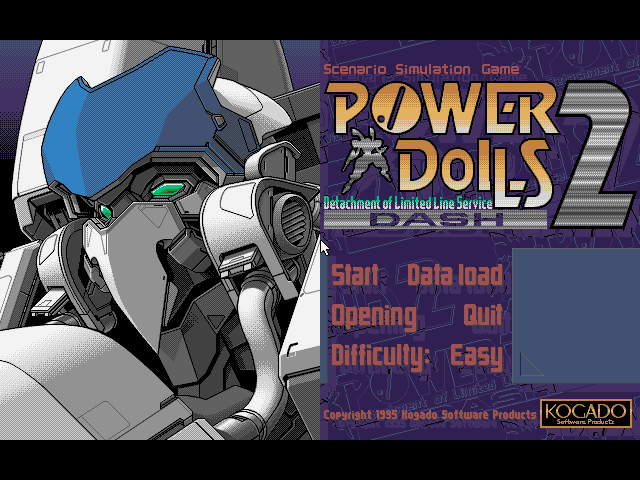 Scenario Simulation Game
POWER
DOLLS 2
Detachment of Limited Line Service
DASH
Start Data load
Opening Quit
Difficulty: Easy
Copyright 1995 Kogado Software Products
KOGADO
Software Products